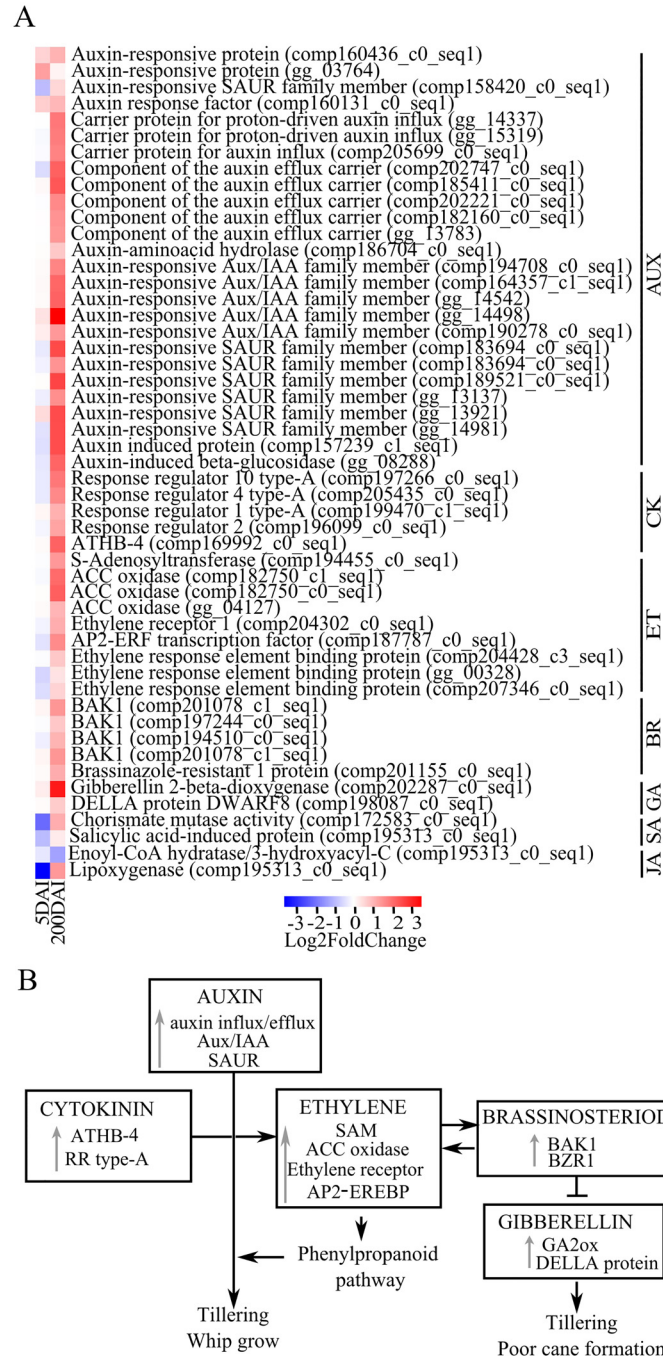 A
Auxin-responsive protein (comp160436_c0_seq1)
Auxin-responsive protein (gg_03764)
Auxin-responsive SAUR family member (comp158420_c0_seq1)
Auxin response factor (comp160131_c0_seq1)
Carrier protein for proton-driven auxin influx (gg_14337)
Carrier protein for proton-driven auxin influx (gg_15319)
Carrier protein for auxin influx (comp205699_c0_seq1)
Component of the auxin efflux carrier (comp202747_c0_seq1)
Component of the auxin efflux carrier (comp185411_c0_seq1)
Component of the auxin efflux carrier (comp202221_c0_seq1)
Component of the auxin efflux carrier (comp182160_c0_seq1)
Component of the auxin efflux carrier (gg_13783)
Auxin-aminoacid hydrolase (comp186704_c0_seq1)
Auxin-responsive Aux/IAA family member (comp194708_c0_seq1)
Auxin-responsive Aux/IAA family member (comp164357_c1_seq1)
Auxin-responsive Aux/IAA family member (gg_14542)
Auxin-responsive Aux/IAA family member (gg_14498)
Auxin-responsive Aux/IAA family member (comp190278_c0_seq1)
Auxin-responsive SAUR family member (comp183694_c0_seq1)
Auxin-responsive SAUR family member (comp183694_c0_seq1)
Auxin-responsive SAUR family member (comp189521_c0_seq1)
Auxin-responsive SAUR family member (gg_13137)
Auxin-responsive SAUR family member (gg_13921)
Auxin-responsive SAUR family member (gg_14981)
Auxin induced protein (comp157239_c1_seq1)
Auxin-induced beta-glucosidase (gg_08288)
AUX
Response regulator 10 type-A (comp197266_c0_seq1)
Response regulator 4 type-A (comp205435_c0_seq1)
Response regulator 1 type-A (comp199470_c1_seq1)
Response regulator 2 (comp196099_c0_seq1)
ATHB-4 (comp169992_c0_seq1)
CK
S-Adenosyltransferase (comp194455_c0_seq1)
ACC oxidase (comp182750_c1_seq1)
ACC oxidase (comp182750_c0_seq1)
ACC oxidase (gg_04127)
Ethylene receptor 1 (comp204302_c0_seq1)
AP2-ERF transcription factor (comp187787_c0_seq1)
Ethylene response element binding protein (comp204428_c3_seq1)
Ethylene response element binding protein (gg_00328)
Ethylene response element binding protein (comp207346_c0_seq1)
ET
BAK1 (comp201078_c1_seq1)
BAK1 (comp197244_c0_seq1)
BAK1 (comp194510_c0_seq1)
BAK1 (comp201078_c1_seq1)
Brassinazole-resistant 1 protein (comp201155_c0_seq1)
BR
Gibberellin 2-beta-dioxygenase (comp202287_c0_seq1)
DELLA protein DWARF8 (comp198087_c0_seq1)
GA
Chorismate mutase activity (comp172583_c0_seq1)
Salicylic acid-induced protein (comp195313_c0_seq1)
SA
Enoyl-CoA hydratase/3-hydroxyacyl-C (comp195313_c0_seq1)
Lipoxygenase (comp195313_c0_seq1)
JA
5DAI
200DAI
-3 -2 -1 0 1 2 3
Log2FoldChange
B
AUXIN
auxin influx/efflux
Aux/IAA
SAUR
CYTOKININ
ATHB-4
RR type-A
ETHYLENE
SAM
ACC oxidase
Ethylene receptor
AP2-EREBP
BRASSINOSTERIOD
BAK1
BZR1
GIBBERELLIN
GA2ox
DELLA protein
Phenylpropanoid
pathway
Tillering
Whip grow
Tillering
Poor cane formation